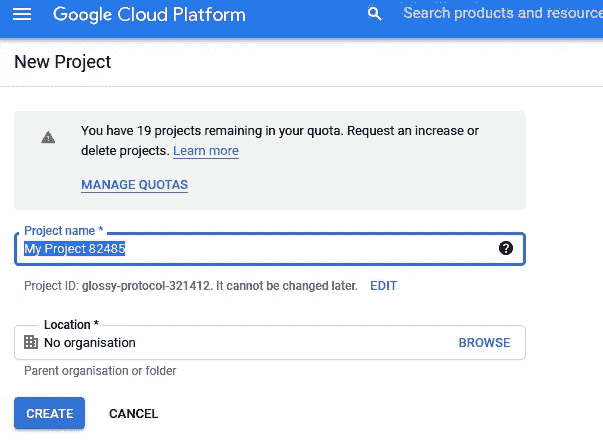 Google Cloud Platform
Search products and resource
New Project
You have 19 projects remaining in your quota. Request an increase or
delete projects. Learn more
MANAGE QUOTAS
Project name *
My Project 82485
Project ID: glossy-protocol-321412. It cannot be changed later. EDIT
Location *
No organisation BROWSE
Parent organisation or folder
CREATE CANCEL